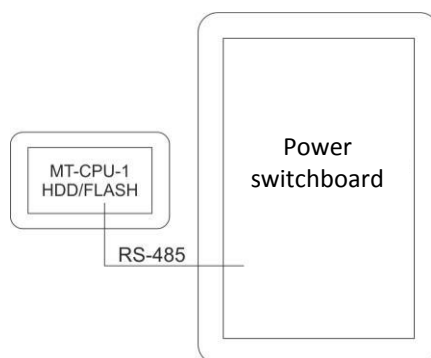 MT-CPU-1
HDD/FLASH
RS-485
Power
switchboard